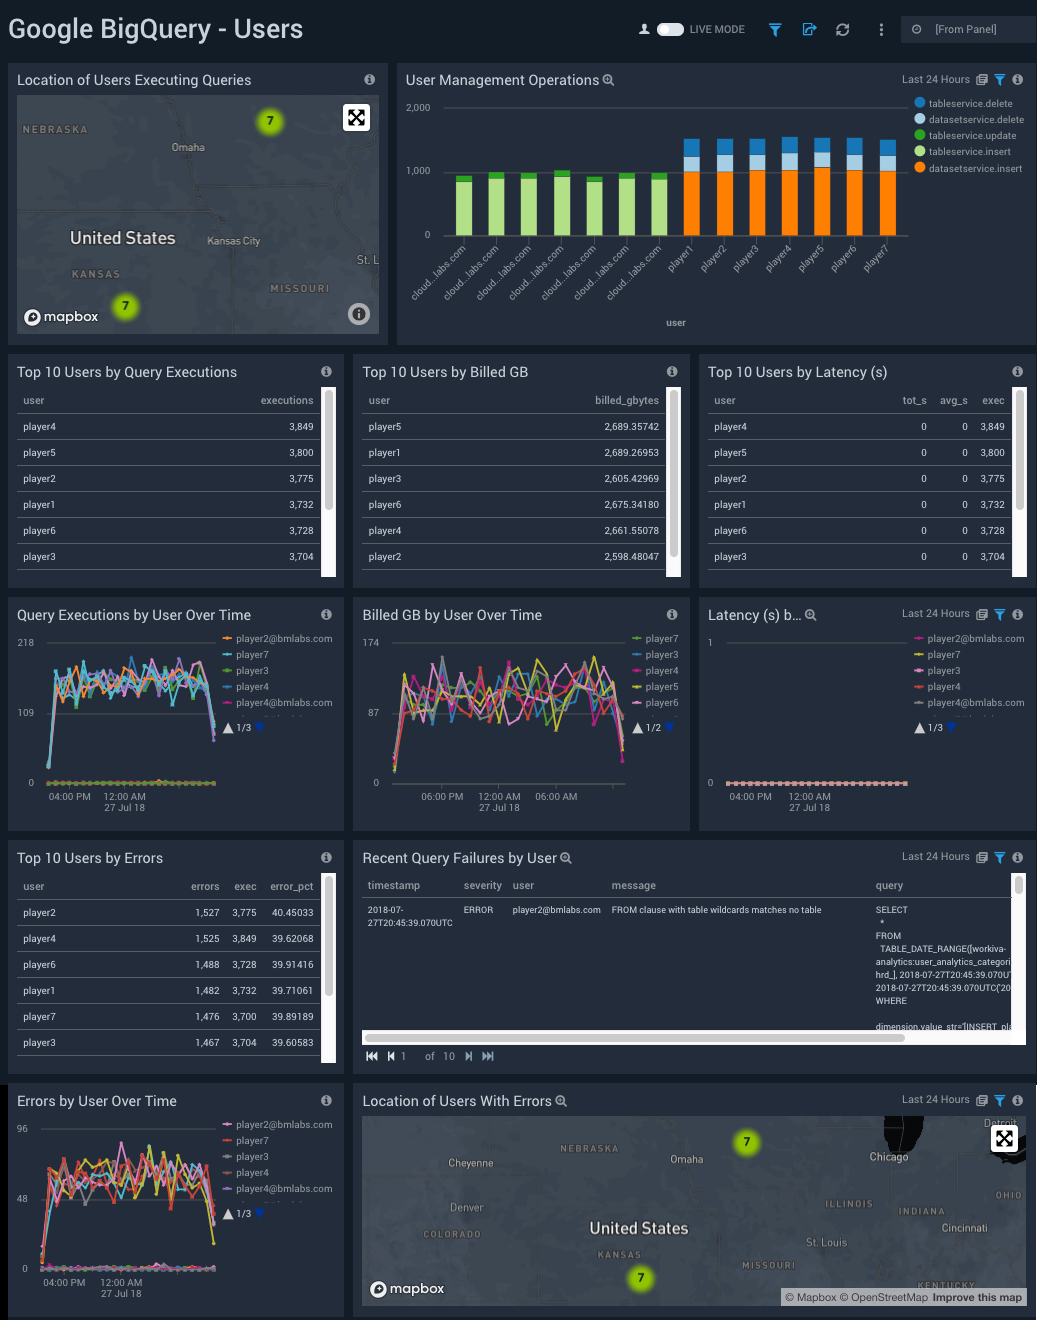 Google BigQuery - Users
LIVE MODE
[From Panel]
Location of Users Executing Queries
7
NEBRASKA
Omaha
United States
Kansas City
St. L
KANSAS
MISSOURI
7
mapbox
User Management Operations
Last 24 Hours
2,000
1,000
0
tableservice.delete
datasetservice.delete
tableservice.update
tableservice.insert
datasetservice.insert
cloud...labs.com
cloud...labs.com
cloud...labs.com
cloud...labs.com
cloud...labs.com
cloud...labs.com
cloud...labs.com
player1
player2
player3
player4
player5
player6
player7
user
Top 10 Users by Query Executions
user executions
player4 3,849
player5 3,800
player2 3,775
player1 3,732
player6 3,728
player3 3,704
Top 10 Users by Billed GB
user billed_gbytes
player5 2,689.35742
player1 2,689.26953
player3 2,605.42969
player6 2,675.34180
player4 2,661.55078
player2 2,598.48047
Top 10 Users by Latency (s)
user tot_s avg_s exec
player4 0 0 3,849
player5 0 0 3,800
player2 0 0 3,775
player1 0 0 3,732
player6 0 0 3,728
player3 0 0 3,704
Query Executions by User Over Time
218
109
0
04:00 PM 12:00 AM
27 Jul 18
player2@bmlabs.com
player7
player3
player4
player4@bmlabs.com
1/3
Billed GB by User Over Time
174
87
0
06:00 PM 12:00 AM 06:00 AM
27 Jul 18
player7
player3
player4
player5
player6
1/2
Latency (s) b...
Last 24 Hours
1
0
04:00 PM 12:00 AM
27 Jul 18
player2@bmlabs.com
player7
player3
player4
player4@bmlabs.com
1/3
Top 10 Users by Errors
user errors exec error_pct
player2 1,527 3,775 40.45033
player4 1,525 3,849 39.62068
player6 1,488 3,728 39.91416
player1 1,482 3,732 39.71061
player7 1,476 3,700 39.89189
player3 1,467 3,704 39.60583
Recent Query Failures by User
Last 24 Hours
timestamp severity user message query
2018-07-27T20:45:39.070UTC ERROR player2@bmlabs.com FROM clause with table wildcards matches no table SELECT
*
FROM
TABLE_DATE_RANGE([workiva-
analytics:user_analytics_categori
hrd_], 2018-07-27T20:45:39.070U
2018-07-27T20:45:39.070UTC('20
WHERE
dimension.value_str='[INSERT_pla
1 of 10
Errors by User Over Time
96
48
0
04:00 PM 12:00 AM
27 Jul 18
player2@bmlabs.com
player7
player3
player4
player4@bmlabs.com
1/3
Location of Users With Errors
Last 24 Hours
Detroit
NEBRASKA
7
Cheyenne
Omaha
Chicago
OHIO
Denver
ILLINOIS
INDIANA
COLORADO
United States
Cincinnati
St. Louis
KANSAS
MISSOURI
7
KENTUCKY
mapbox
© Mapbox © OpenStreetMap Improve this map